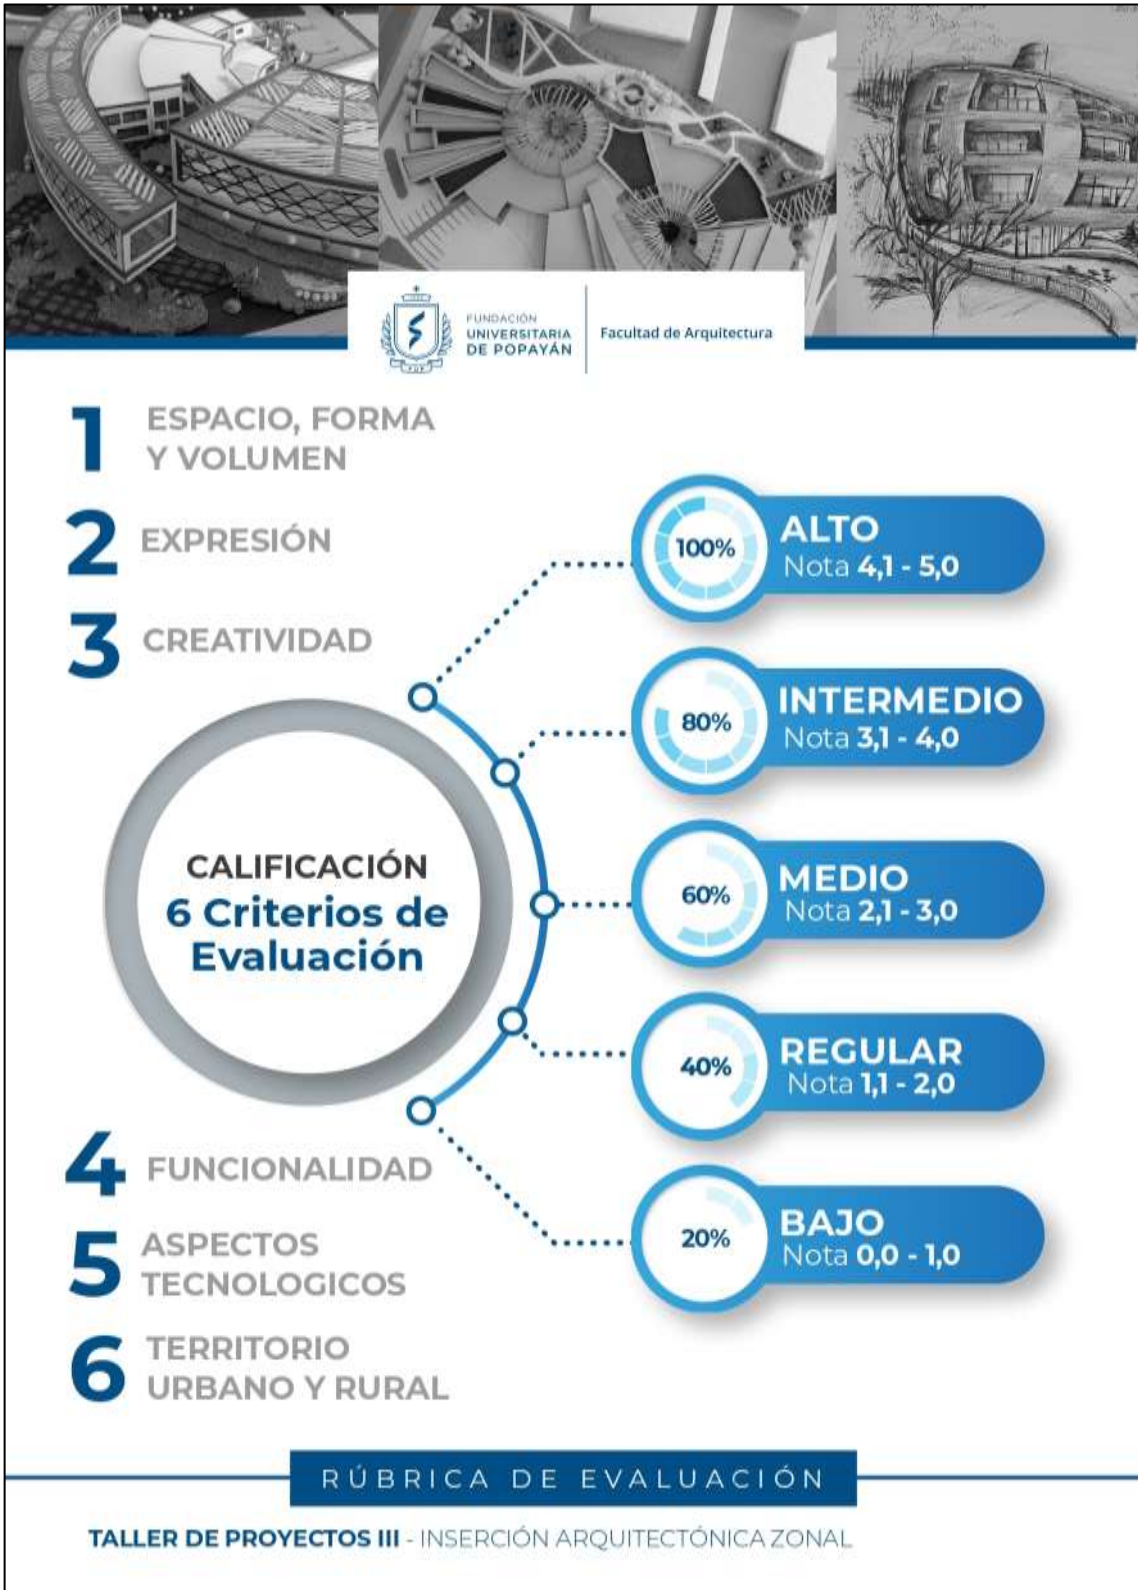 FUNDACIÓN
UNIVERSITARIA
DE POPAYÁN
Facultad de Arquitectura
F U P
1 ESPACIO, FORMA
Y VOLUMEN
2 EXPRESIÓN
3 CREATIVIDAD
100% ALTO
Nota 4,1 - 5,0
80% INTERMEDIO
Nota 3,1 - 4,0
60% MEDIO
Nota 2,1 - 3,0
40% REGULAR
Nota 1,1 - 2,0
20% BAJO
Nota 0,0 - 1,0
CALIFICACIÓN
6 Criterios de
Evaluación
4 FUNCIONALIDAD
5 ASPECTOS
TECNOLOGICOS
6 TERRITORIO
URBANO Y RURAL
RÚBRICA DE EVALUACIÓN
TALLER DE PROYECTOS III - INSERCIÓN ARQUITECTÓNICA ZONAL